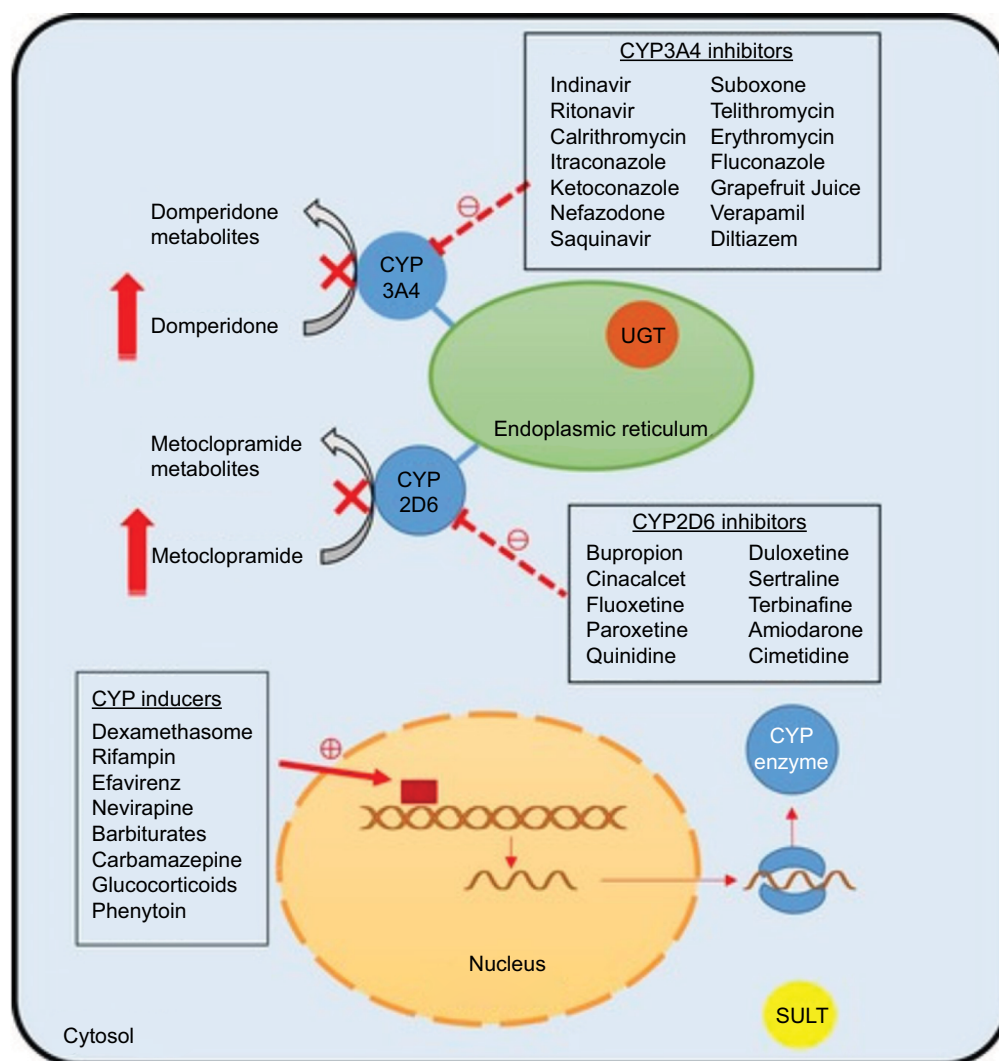 CYP3A4 inhibitors
Indinavir Suboxone
Ritonavir Telithromycin
Calrithromycin Erythromycin
Itraconazole Fluconazole
Ketoconazole Grapefruit Juice
Nefazodone Verapamil
Saquinavir Diltiazem
Domperidone
metabolites
CYP
3A4
Domperidone
UGT
Endoplasmic reticulum
Metoclopramide
metabolites
CYP
2D6
Metoclopramide
CYP2D6 inhibitors
Bupropion Duloxetine
Cinacalcet Sertraline
Fluoxetine Terbinafine
Paroxetine Amiodarone
Quinidine Cimetidine
CYP inducers
Dexamethasome
Rifampin
Efavirenz
Nevirapine
Barbiturates
Carbamazepine
Glucocorticoids
Phenytoin
CYP
enzyme
Nucleus
SULT
Cytosol